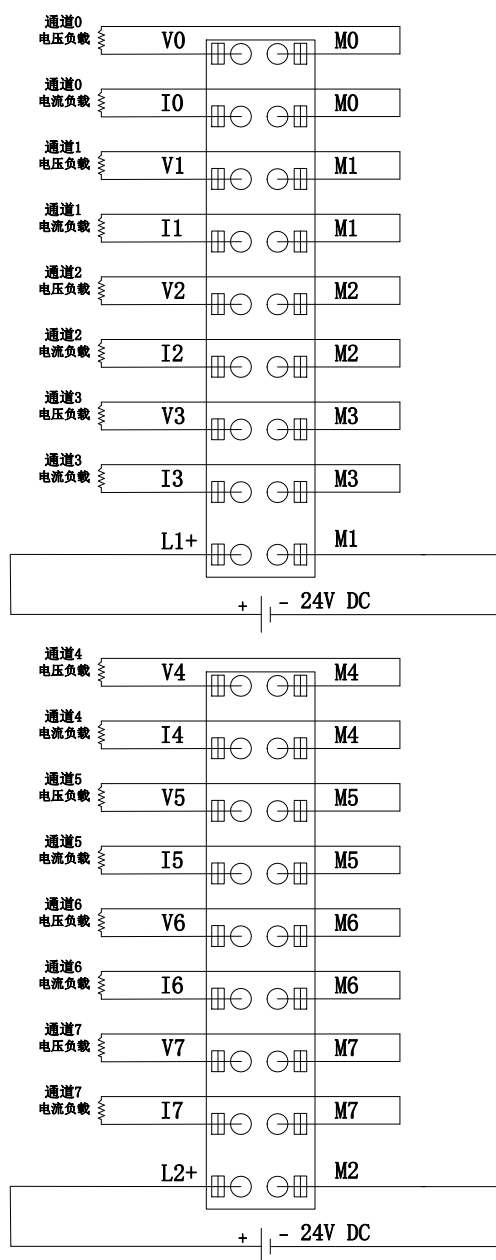 通道0
电压负载 V0 M0
通道0
电流负载 I0 M0
通道1
电压负载 V1 M1
通道1
电流负载 I1 M1
通道2
电压负载 V2 M2
通道2
电流负载 I2 M2
通道3
电压负载 V3 M3
通道3
电流负载 I3 M3
L1+ M1
+ - 24V DC
通道4
电压负载 V4 M4
通道4
电流负载 I4 M4
通道5
电压负载 V5 M5
通道5
电流负载 I5 M5
通道6
电压负载 V6 M6
通道6
电流负载 I6 M6
通道7
电压负载 V7 M7
通道7
电流负载 I7 M7
L2+ M2
+ - 24V DC